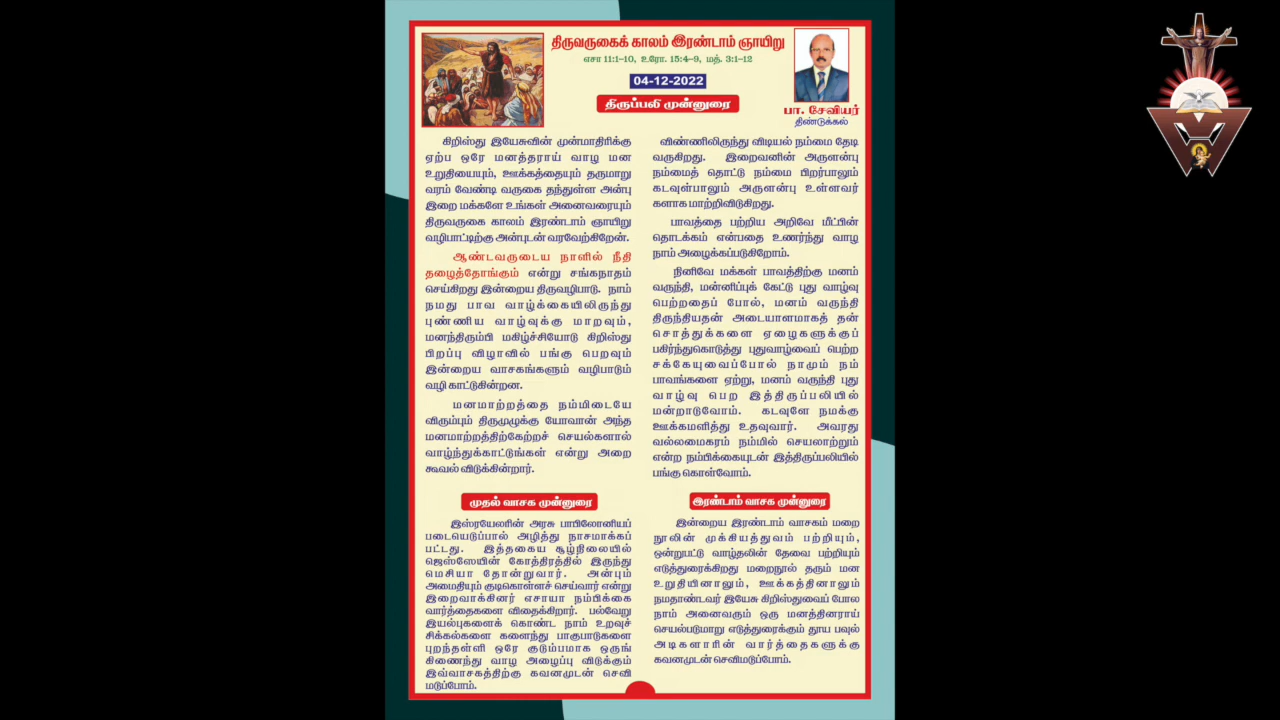 திருவருகைக் காலம் இரண்டாம் ஞாயிறு
எசா 11:1-10, உரோ. 15:4-9, மத். 3:1-12
04-12-2022
திருப்பலி முன்னுரை
பா. சேவியர்
திண்டுக்கல்
கிறிஸ்து இயேசுவின் முன்மாதிரிக்கு
ஏற்ப ஒரே மனத்தராய் வாழ மன
உறுதியையும், ஊக்கத்தையும் தருமாறு
வரம் வேண்டி வருகை தந்துள்ள அன்பு
இறை மக்களே உங்கள் அனைவரையும்
திருவருகை காலம் இரண்டாம் ஞாயிறு
வழிபாட்டிற்கு அன்புடன் வரவேற்கிறேன்.
ஆண்டவருடைய நாளில் நீதி
தழைத்தோங்கும் என்று சங்கநாதம்
செய்கிறது இன்றைய திருவழிபாடு. நாம்
நமது பாவ வாழ்க்கையிலிருந்து
புண்ணிய வாழ்வுக்கு மாறவும்,
மனந்திரும்பி மகிழ்ச்சியோடு கிறிஸ்து
பிறப்பு விழாவில் பங்கு பெறவும்
இன்றைய வாசகங்களும் வழிபாடும்
வழி காட்டுகின்றன.
மனமாற்றத்தை நம்மிடையே
விரும்பும் திருமுழுக்கு யோவான் அந்த
மனமாற்றத்திற்கேற்றச் செயல்களால்
வாழ்ந்துக்காட்டுங்கள் என்று அறை
கூவல் விடுக்கின்றார்.
விண்ணிலிருந்து விடியல் நம்மை தேடி
வருகிறது. இறைவனின் அருளன்பு
நம்மைத் தொட்டு நம்மை பிறர்பாலும்
கடவுள்பாலும் அருளன்பு உள்ளவர்
களாக மாற்றிவிடுகிறது.
பாவத்தை பற்றிய அறிவே மீட்பின்
தொடக்கம் என்பதை உணர்ந்து வாழ
நாம் அழைக்கப்படுகிறோம்.
நினிவே மக்கள் பாவத்திற்கு மனம்
வருந்தி, மன்னிப்புக் கேட்டு புது வாழ்வு
பெற்றதைப் போல், மனம் வருந்தி
திருந்தியதன் அடையாளமாகத் தன்
சொத்துக்களை ஏழைகளுக்குப்
பகிர்ந்துகொடுத்து புதுவாழ்வைப் பெற்ற
சக்கேயுவைப்போல் நாமும் நம்
பாவங்களை ஏற்று, மனம் வருந்தி புது
வாழ்வு பெற இத்திருப்பலியில்
மன்றாடுவோம். கடவுளே நமக்கு
ஊக்கமளித்து உதவுவார். அவரது
வல்லமைகரம் நம்மில் செயலாற்றும்
என்ற நம்பிக்கையுடன் இத்திருப்பலியில்
பங்கு கொள்வோம்.
முதல் வாசக முன்னுரை
இஸ்ரயேலரின் அரசு பாபிலோனியப்
படையெடுப்பால் அழித்து நாசமாக்கப்
பட்டது. இத்தகைய சூழ்நிலையில்
ஜெஸ்ஸேயின் கோத்திரத்தில் இருந்து
மெசியா தோன்றுவார். அன்பும்
அமைதியும் குடிகொள்ளச் செய்வார் என்று
இறைவாக்கினர் எசாயா நம்பிக்கை
வார்த்தைகளை விதைக்கிறார். பல்வேறு
இயல்புகளைக் கொண்ட நாம் உறவுச்
சிக்கல்களை களைந்து பாகுபாடுகளை
புறந்தள்ளி ஒரே குடும்பமாக ஒருங்
கிணைந்து வாழ அழைப்பு விடுக்கும்
இவ்வாசகத்திற்கு கவனமுடன் செவி
மடுப்போம்.
இரண்டாம் வாசக முன்னுரை
இன்றைய இரண்டாம் வாசகம் மறை
நூலின் முக்கியத்துவம் பற்றியும்,
ஒன்றுபட்டு வாழ்தலின் தேவை பற்றியும்
எடுத்துரைக்கிறது மறைநூல் தரும் மன
உறுதியினாலும், ஊக்கத்தினாலும்
நமதாண்டவர் இயேசு கிறிஸ்துவைப் போல
நாம் அனைவரும் ஒரு மனத்தினராய்
செயல்படுமாறு எடுத்துரைக்கும் தூய பவுல்
அடிகளாரின் வார்த்தைகளுக்கு
கவனமுடன் செவிமடுப்போம்.